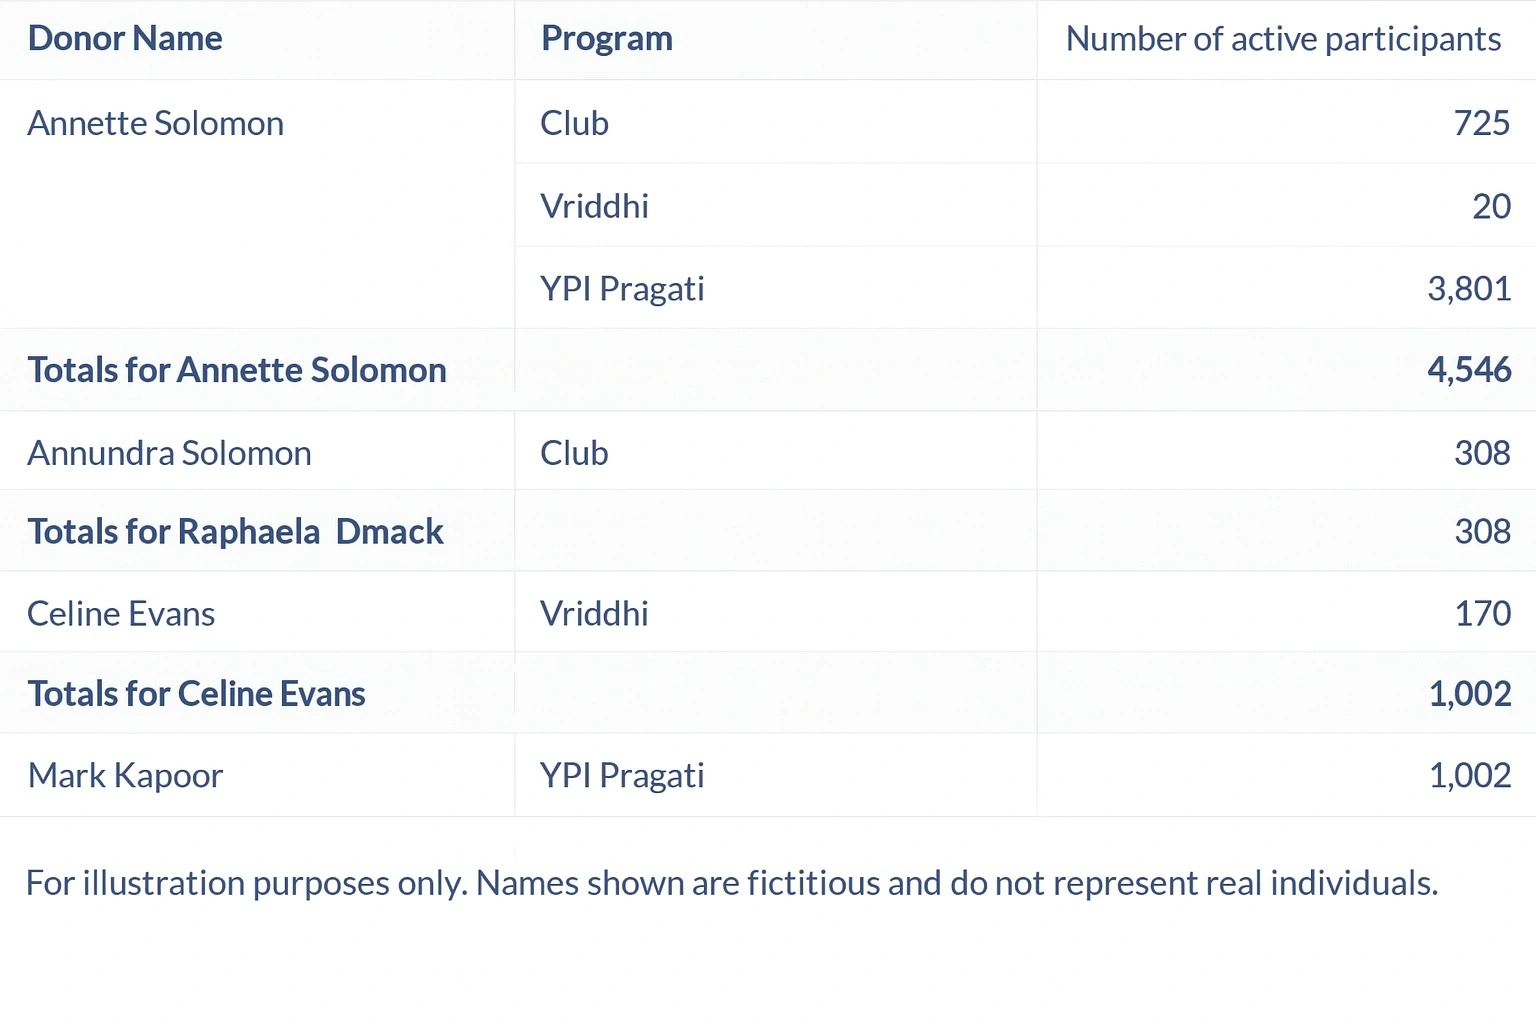 Donor Name Program Number of active participants
Annette Solomon Club 725
Vriddhi 20
YPI Pragati 3,801
Totals for Annette Solomon 4,546
Annundra Solomon Club 308
Totals for Raphaela Dmack 308
Celine Evans Vriddhi 170
Totals for Celine Evans 1,002
Mark Kapoor YPI Pragati 1,002
For illustration purposes only. Names shown are fictitious and do not represent real individuals.